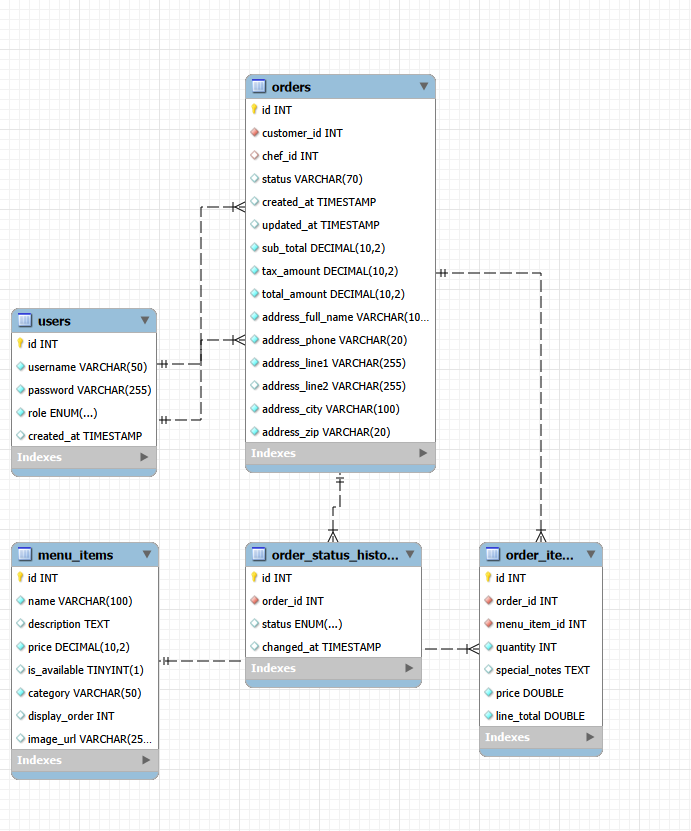 orders
id INT
customer_id INT
chef_id INT
status VARCHAR(70)
created_at TIMESTAMP
updated_at TIMESTAMP
sub_total DECIMAL(10,2)
tax_amount DECIMAL(10,2)
total_amount DECIMAL(10,2)
address_full_name VARCHAR(10...
address_phone VARCHAR(20)
address_line1 VARCHAR(255)
address_line2 VARCHAR(255)
address_city VARCHAR(100)
address_zip VARCHAR(20)
Indexes
users
id INT
username VARCHAR(50)
password VARCHAR(255)
role ENUM(...)
created_at TIMESTAMP
Indexes
menu_items
id INT
name VARCHAR(100)
description TEXT
price DECIMAL(10,2)
is_available TINYINT(1)
category VARCHAR(50)
display_order INT
image_url VARCHAR(25...
Indexes
order_status_histo...
id INT
order_id INT
status ENUM(...)
changed_at TIMESTAMP
Indexes
order_ite...
id INT
order_id INT
menu_item_id INT
quantity INT
special_notes TEXT
price DOUBLE
line_total DOUBLE
Indexes